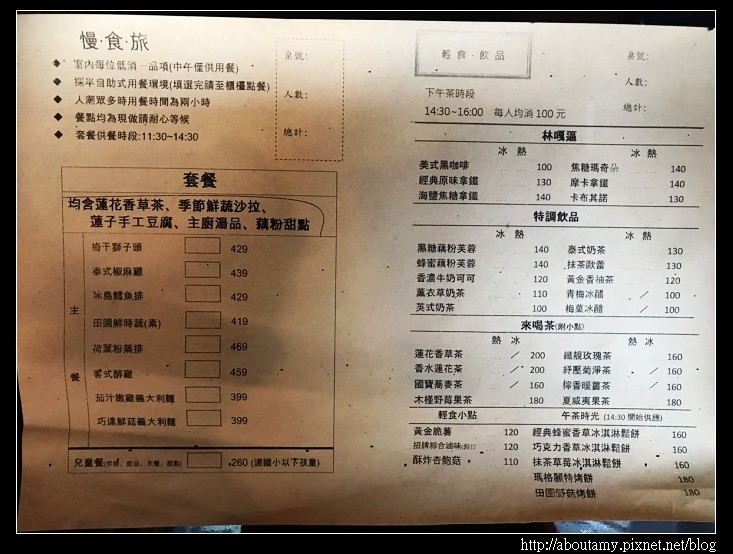 慢·食·旅
◆ 室內每位低消一品項(中午僅供用餐)
◆ 採半自助式用餐環境(填選完請至櫃檯點餐)
◆ 人潮眾多時用餐時間為兩小時
◆ 餐點均為現做請耐心等候
◆ 套餐供餐時段:11:30~14:30
桌號:
人數:
總計:
套餐
均含蓮花香草茶、季節鮮蔬沙拉、
蓮子手工豆腐、主廚湯品、藕粉甜點
主餐
梅干獅子頭 429
泰式椒麻雞 439
冰島鱈魚排 429
田園鮮時蔬(素) 419
荷葉粉蒸排 469
客式醉雞 459
茄汁嫩雞義大利麵 399
巧達鮮菇義大利麵 399
兒童餐 260 (適國小以下孩童)
輕食·飲品
桌號:
人數:
總計:
下午茶時段
14:30~16:00 每人均消 100 元
林嘎逼
冰 熱 冰 熱
美式黑咖啡 100 焦糖瑪奇朵 140
經典原味拿鐵 130 摩卡拿鐵 140
海鹽焦糖拿鐵 140 卡布其諾 130
特調飲品
冰 熱 冰 熱
黑糖藕粉芙蓉 140 泰式奶茶 130
蜂蜜藕粉芙蓉 140 抹茶歐蕾 130
香濃牛奶可可 120 黃金香柚茶 120
薰衣草奶茶 110 青梅冰醋 ／ 100
英式奶茶 100 梅菓冰醋 ／ 100
來喝茶(附小點)
熱 冰 熱 冰
蓮花香草茶 ／ 200 纖靚玫瑰茶 160
香水蓮花茶 ／ 200 紓壓菊淨茶 ／ 160
國寶蕎麥茶 ／ 160 檸香暖薑茶 ／ 160
木槿野莓果茶 180 夏威夷果茶 180
輕食小點 午茶時光 (14:30 開始供應)
黃金脆薯 120 經典蜂蜜香草冰淇淋鬆餅 160
招牌綜合滷味 120 巧克力香草冰淇淋鬆餅 160
酥炸杏鮑菇 110 抹茶草莓冰淇淋鬆餅 160
瑪格麗特烤餅 180
田園野菇烤餅 180
http://aboutamy.pixnet.net/blog